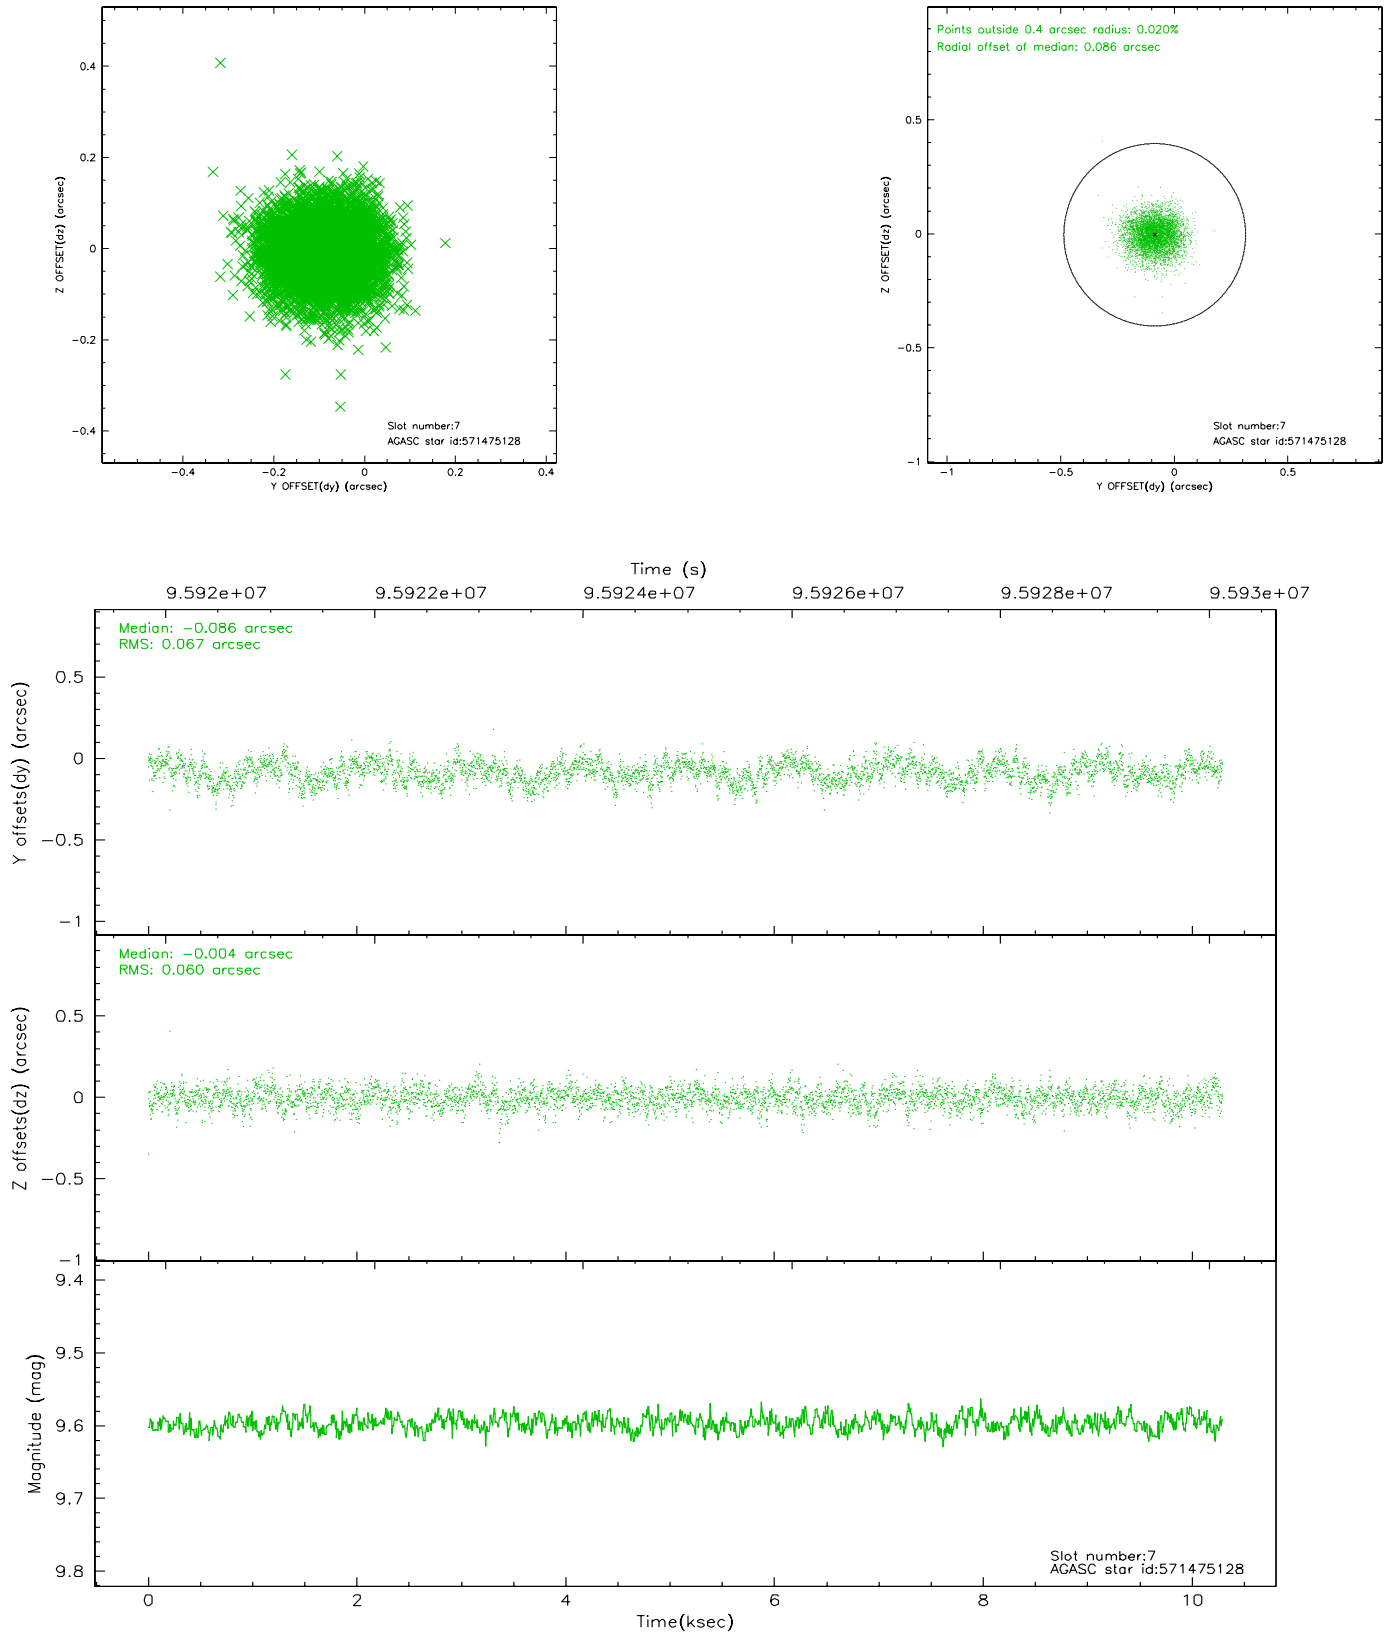 0.4
0.2
0
−0.2
−0.4
Z OFFSET(dz) (arcsec)
Slot number:7
AGASC star id:571475128
−0.4 −0.2 0 0.2 0.4
Y OFFSET(dy) (arcsec)
Points outside 0.4 arcsec radius: 0.020%
Radial offset of median: 0.086 arcsec
0.5
0
−0.5
−1
Z OFFSET(dz) (arcsec)
Slot number:7
AGASC star id:571475128
−1 −0.5 0 0.5
Y OFFSET(dy) (arcsec)
Time (s)
9.592e+07 9.5922e+07 9.5924e+07 9.5926e+07 9.5928e+07 9.593e+07
Median: −0.086 arcsec
RMS: 0.067 arcsec
0.5
0
−0.5
−1
Y offsets(dy) (arcsec)
Median: −0.004 arcsec
RMS: 0.060 arcsec
0.5
0
−0.5
−1
Z offsets(dz) (arcsec)
9.4
9.5
9.6
9.7
9.8
Magnitude (mag)
Slot number:7
AGASC star id:571475128
0 2 4 6 8 10
Time(ksec)